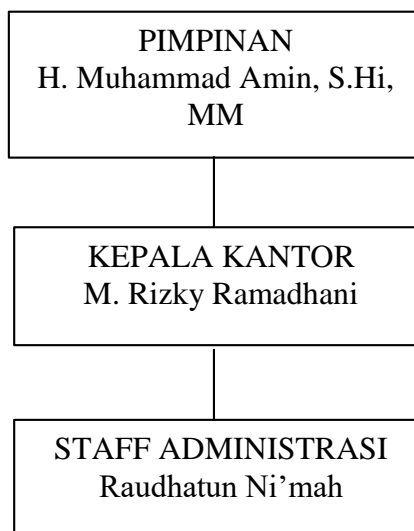 PIMPINAN
H. Muhammad Amin, S.Hi,
MM
KEPALA KANTOR
M. Rizky Ramadhani
STAFF ADMINISTRASI
Raudhatun Ni’mah